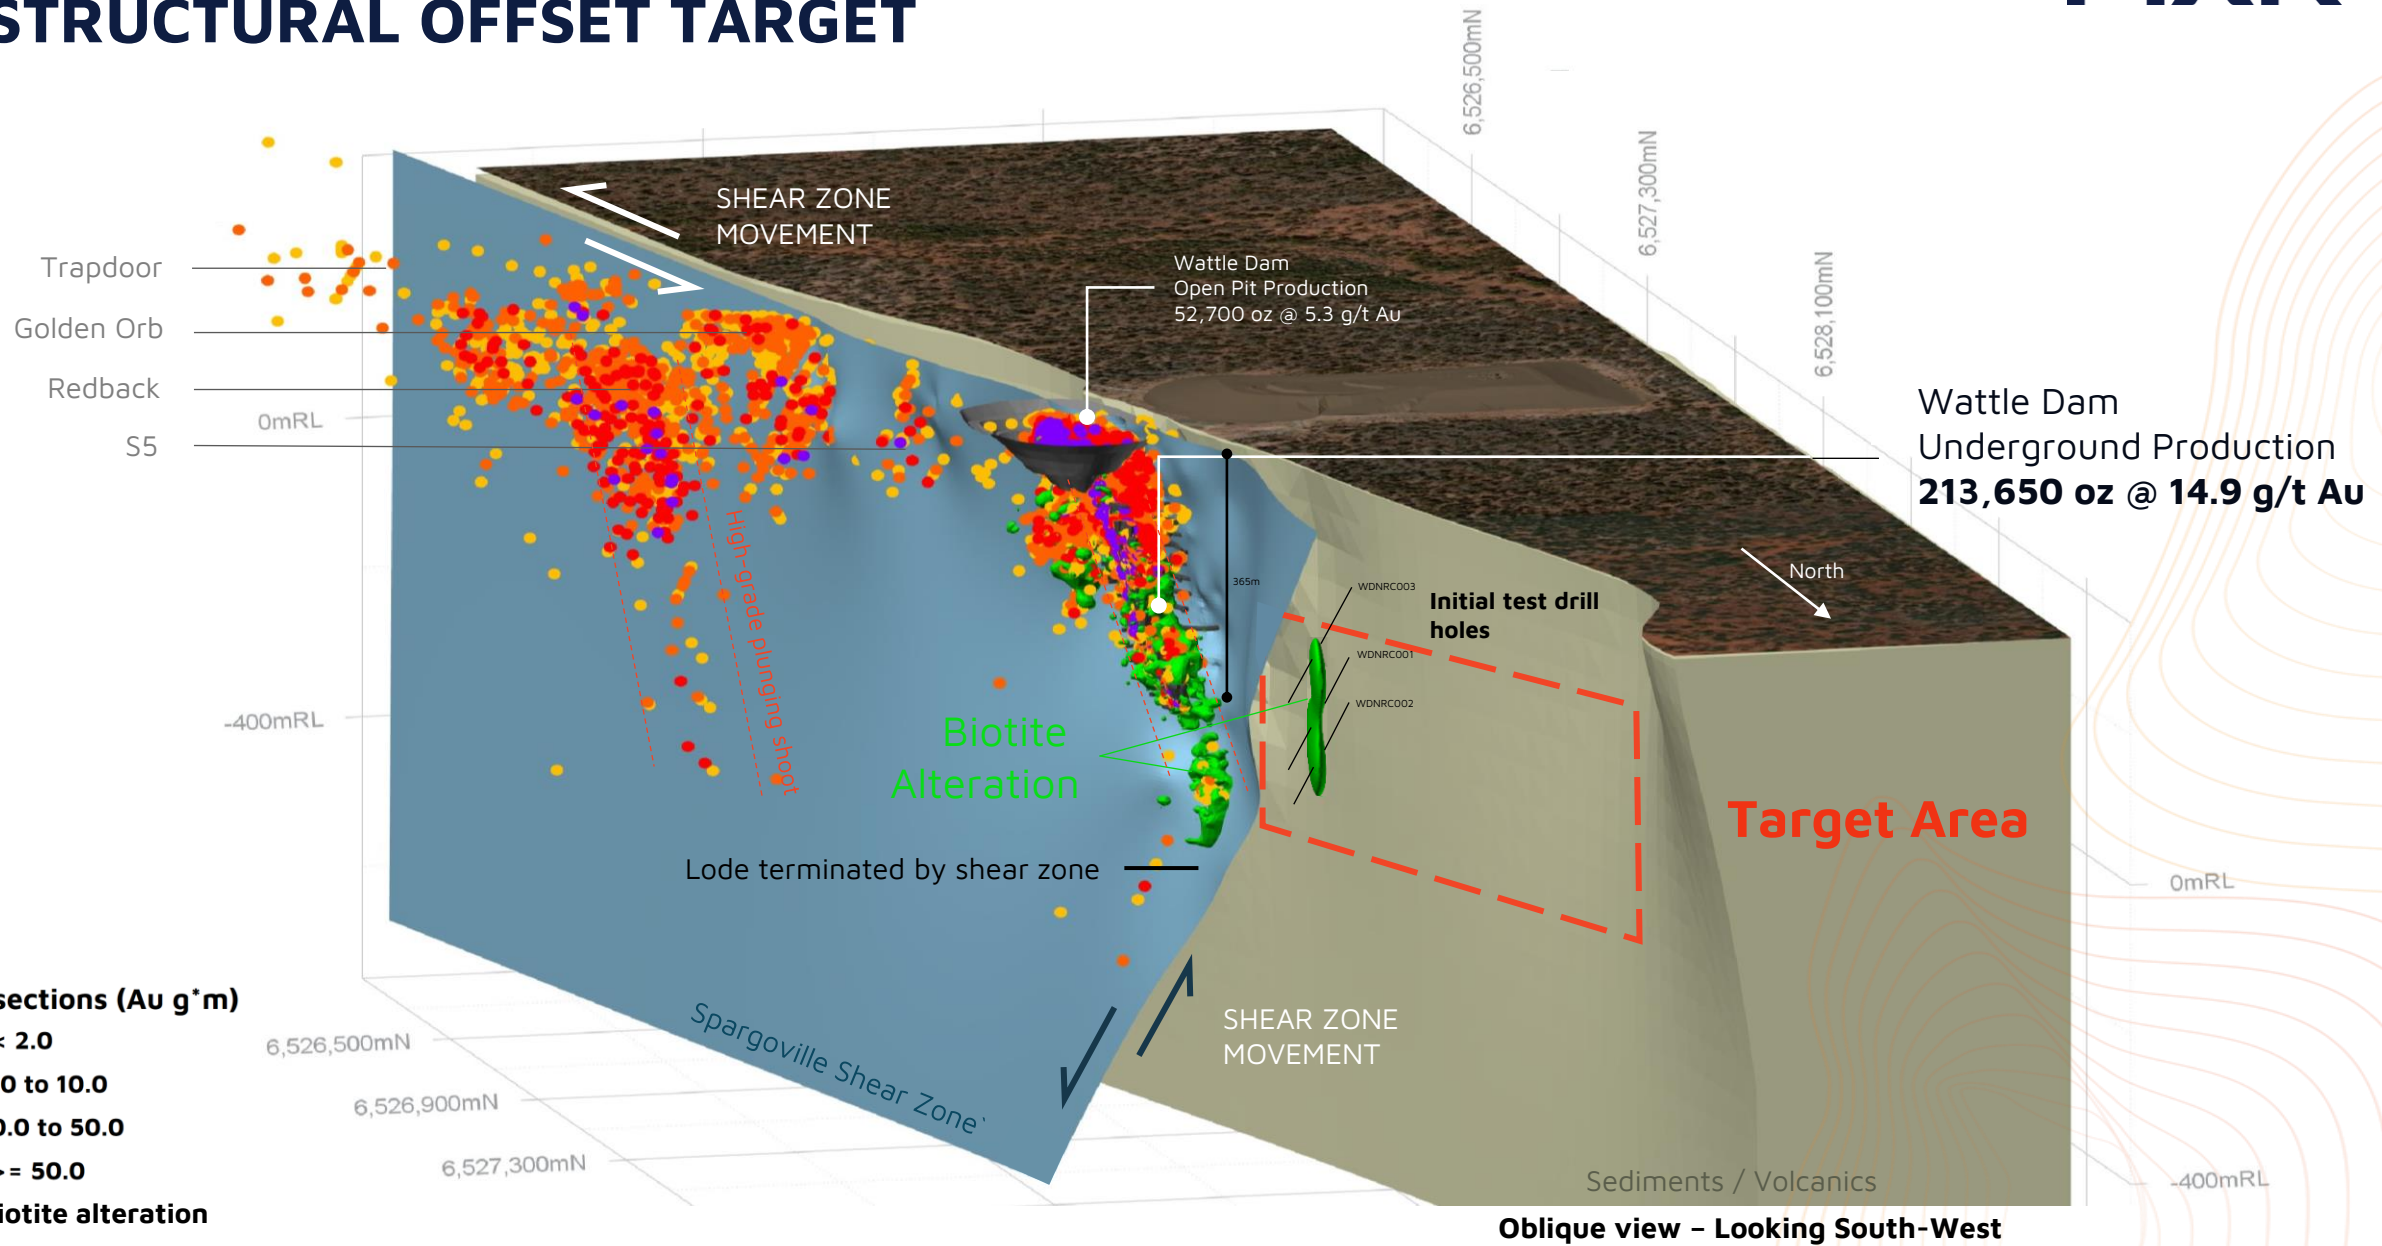 STRUCTURAL OFFSET TARGET
6,526,500mN
6,527,300mN
6,528,100mN
SHEAR ZONE
MOVEMENT
Wattle Dam
Open Pit Production
52,700 oz @ 5.3 g/t Au
Trapdoor
Golden Orb
Redback
0mRL
S5
Wattle Dam
Underground Production
213,650 oz @ 14.9 g/t Au
North
High-grade plunging shoot
365m
WDNRC003
Initial test drill
holes
WDNRC001
WDNRC002
-400mRL
Biotite
Alteration
Target Area
Lode terminated by shear zone
0mRL
sections (Au g*m)
< 2.0
0 to 10.0
0.0 to 50.0
>= 50.0
iotite alteration
6,526,500mN
6,526,900mN
6,527,300mN
Spargoville Shear Zone`
SHEAR ZONE
MOVEMENT
Sediments / Volcanics
-400mRL
Oblique view – Looking South-West